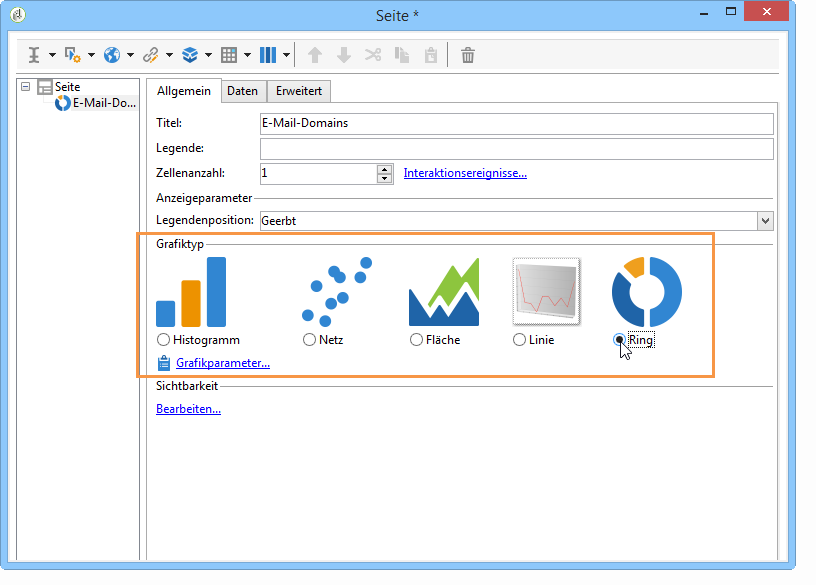 Seite *
Seite
E-Mail-Do...
Allgemein Daten Erweitert
Titel: E-Mail-Domains
Legende:
Zellenanzahl: 1 Interaktionsereignisse...
Anzeigeparameter
Legendenposition: Geerbt
Grafiktyp
Histogramm Netz Fläche Linie Ring
Grafikparameter...
Sichtbarkeit
Bearbeiten...